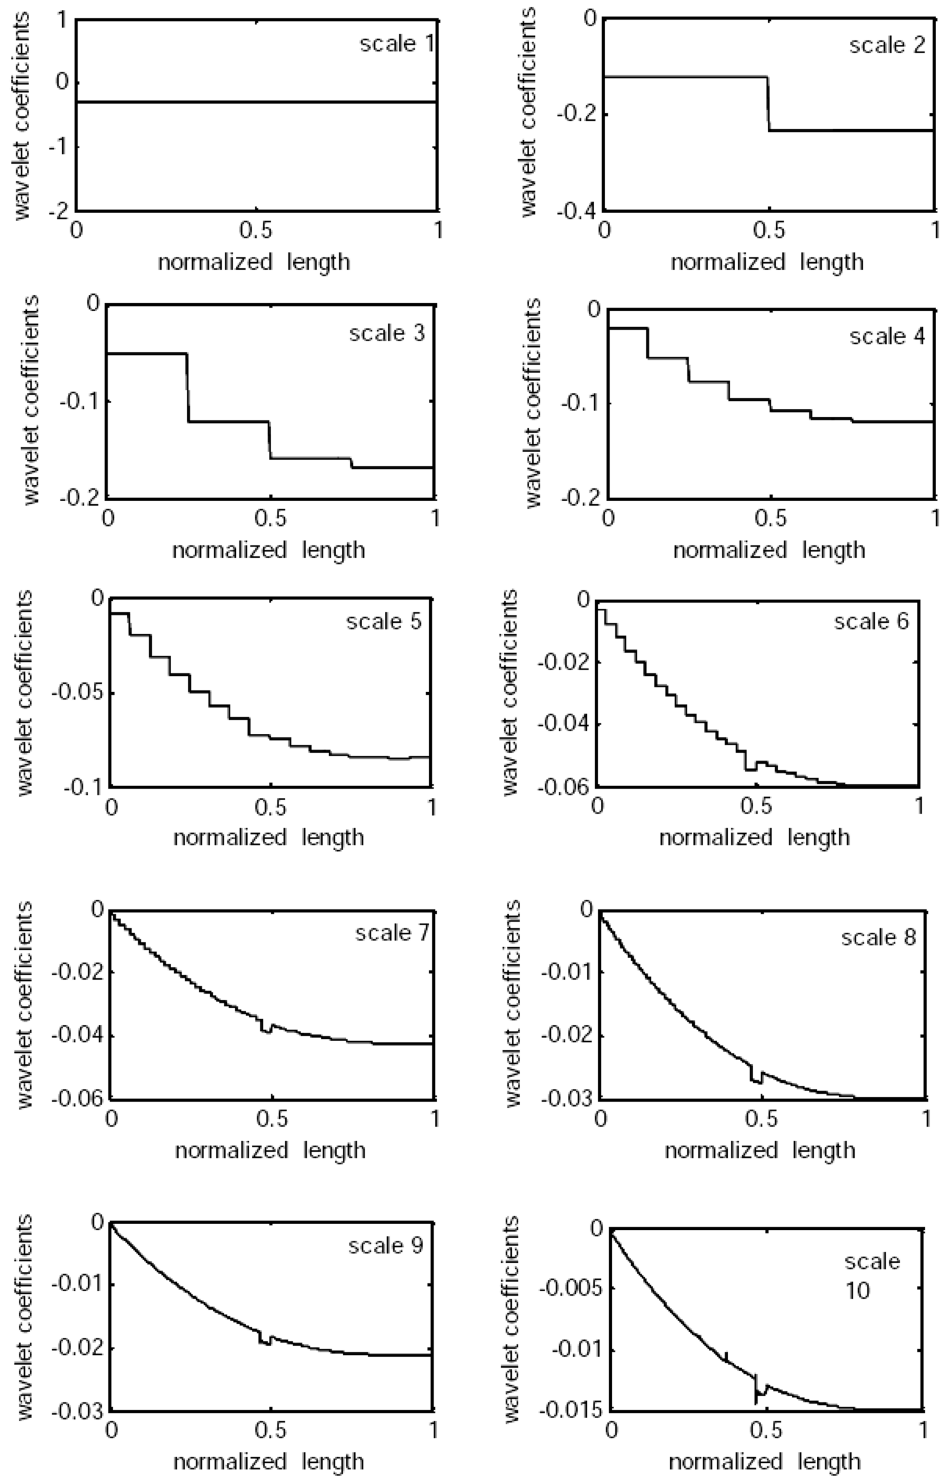 wavelet coefficients
1
0
-1
-2
scale 1
0
0.5
1
normalized length
wavelet coefficients
0
-0.2
-0.4
scale 2
0
0.5
1
normalized length
wavelet coefficients
0
-0.1
-0.2
scale 3
0
0.5
1
normalized length
wavelet coefficients
0
-0.1
-0.2
scale 4
0
0.5
1
normalized length
wavelet coefficients
0
-0.05
-0.1
scale 5
0
0.5
1
normalized length
wavelet coefficients
0
-0.02
-0.04
-0.06
scale 6
0
0.5
1
normalized length
wavelet coefficients
0
-0.02
-0.04
-0.06
scale 7
0
0.5
1
normalized length
wavelet coefficients
0
-0.01
-0.02
-0.03
scale 8
0
0.5
1
normalized length
wavelet coefficients
0
-0.01
-0.02
-0.03
scale 9
0
0.5
1
normalized length
wavelet coefficients
0
-0.005
-0.01
-0.015
scale
10
0
0.5
1
normalized length